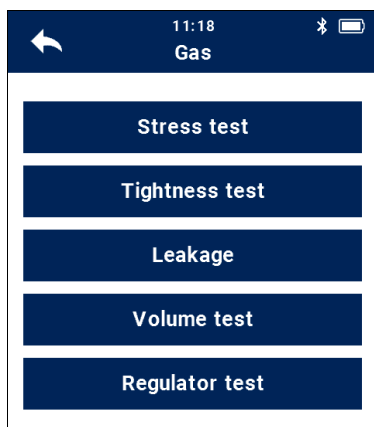 11:18
Gas
Stress test
Tightness test
Leakage
Volume test
Regulator test